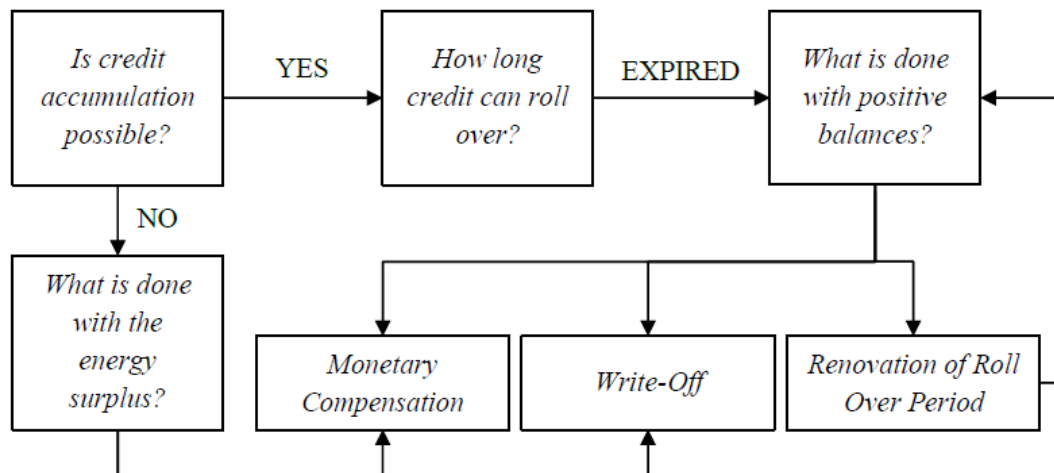 Is credit
accumulation
possible?
YES
How long
credit can roll
over?
EXPIRED
What is done
with positive
balances?
NO
What is done
with the
energy
surplus?
Monetary
Compensation
Write-Off
Renovation of Roll
Over Period